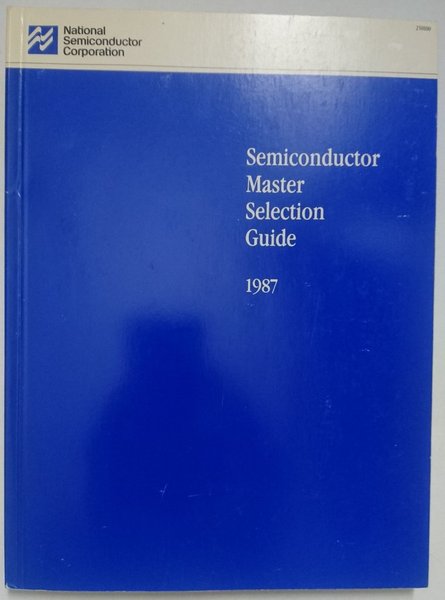 National
Semiconductor
Corporation
Semiconductor
Master
Selection
Guide
1987